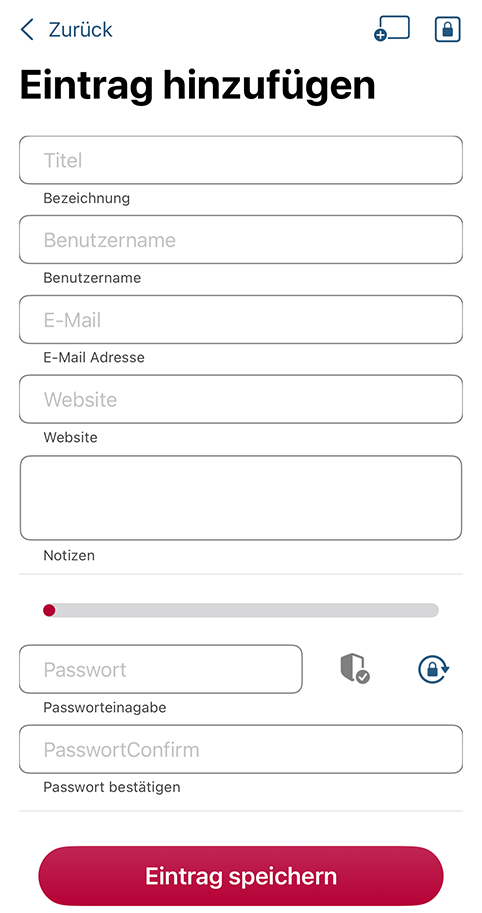 Zurück
Eintrag hinzufügen
Titel
Bezeichnung
Benutzername
Benutzername
E-Mail
E-Mail Adresse
Website
Website
Notizen
Passwort
Passworteinagabe
PasswortConfirm
Passwort bestätigen
Eintrag speichern